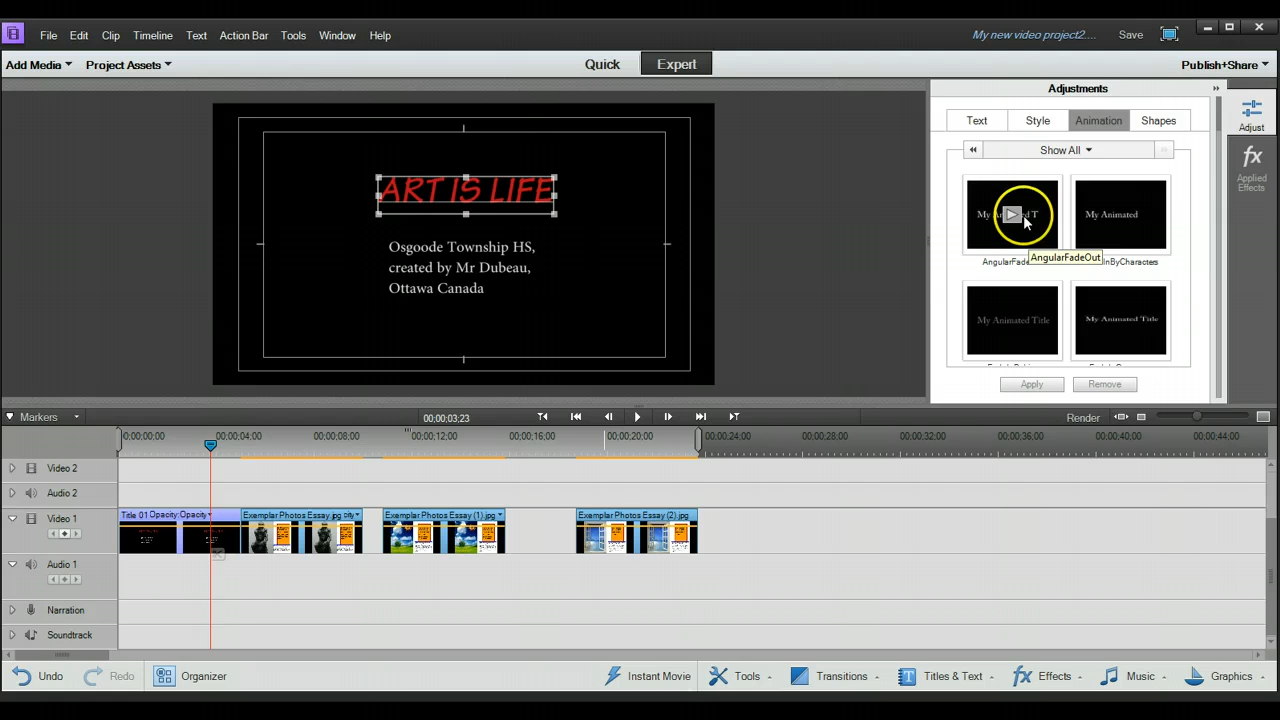 File Edit Clip Timeline Text Action Bar Tools Window Help
My new video project2.... Save
Add Media Project Assets Quick Expert Publish+Share
Adjustments
Text Style Animation Shapes
Adjust
Show All
fx
Applied
Effects
ART IS LIFE
My Animated T My Animated
Osgoode Township HS,
created by Mr Dubeau,
Ottawa Canada
AngularFadeOut
AngularFade inByCharacters
My Animated Title My Animated Title
Apply Remove
Markers 00;00;03;23 Render
0;00;00;00 00;00;04;00 00;00;08;00 00;00;12;00 00;00;16;00 00;00;20;00 00;00;24;00 00;00;28;00 00;00;32;00 00;00;36;00 00;00;40;00 00;00;44;00
Video 2
Audio 2
Video 1
Title 01 Opacity:Opacity Exemplar Photos Essay.jpg Exemplar Photos Essay (1).jpg Exemplar Photos Essay (2).jpg
Audio 1
Narration
Soundtrack
Undo Redo Organizer Instant Movie Tools Transitions Titles & Text fx Effects Music Graphics